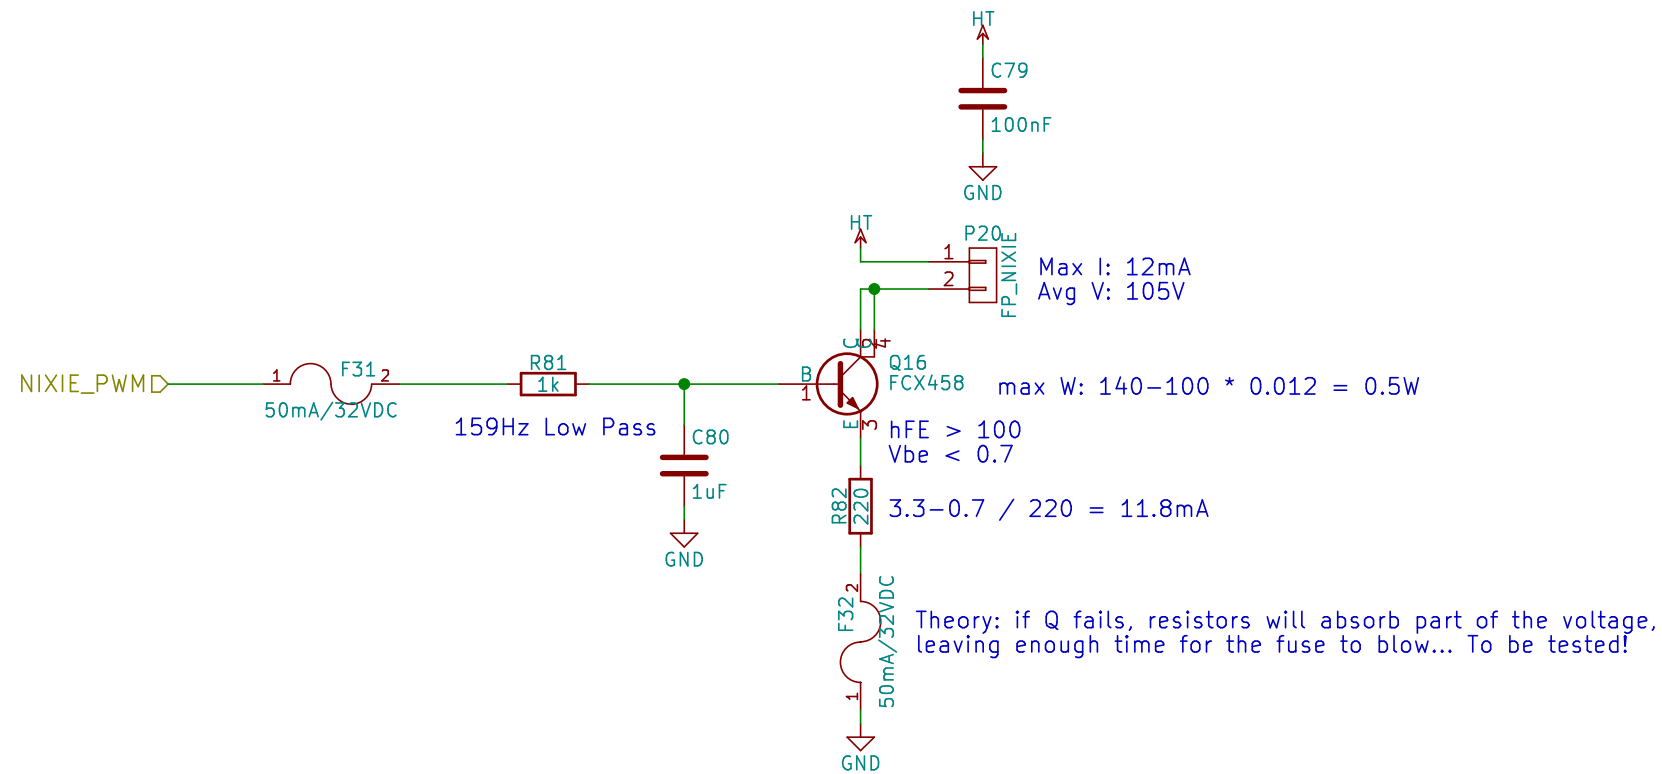 HT
C79
100nF
GND
HT
P20
FP_NIXIE
1
2
Max I: 12mA
Avg V: 105V
NIXIE_PWM
1
F31
2
50mA/32VDC
R81
1k
159Hz Low Pass
C80
1uF
GND
B
1
C
4
Q16
FCX458
max W: 140-100 * 0.012 = 0.5W
E
3
hFE > 100
Vbe < 0.7
R82
220
3.3-0.7 / 220 = 11.8mA
2
F32
50mA/32VDC
1
Theory: if Q fails, resistors will absorb part of the voltage,
leaving enough time for the fuse to blow... To be tested!
GND